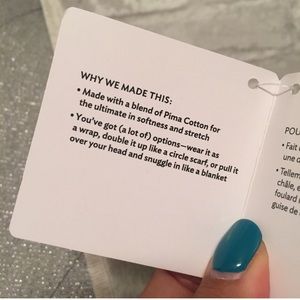 WHY WE MADE THIS:
• Made with a blend of Pima Cotton for
the ultimate in softness and stretch
• You've got (a lot of) options—wear it as
a wrap, double it up like a circle scarf, or pull it
over your head and snuggle in like a blanket
POU
• Fait
une c
• Tellem
châle, e
foulard
guise de